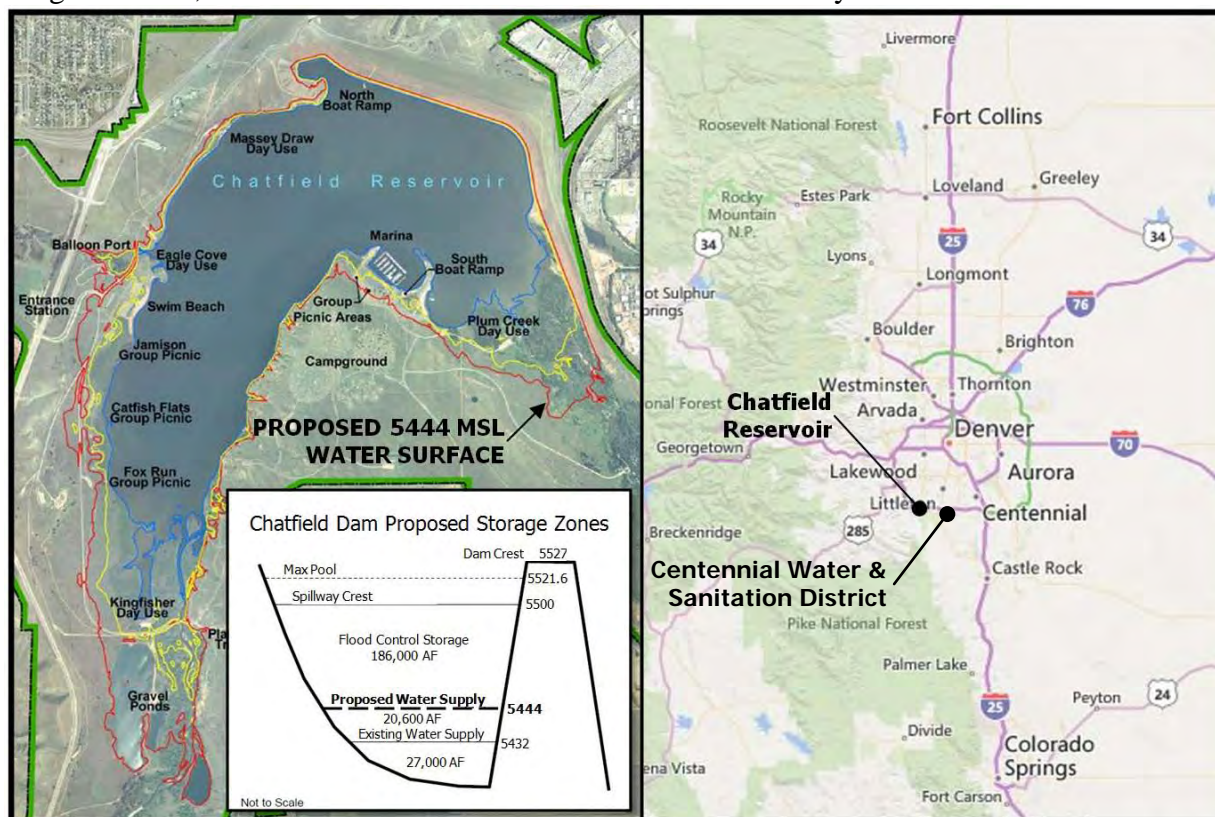 North
Boat Ramp
Massey Draw
Day Use
Chatfield Reservoir
Balloon Port
Eagle Cove
Day Use
Marina
South
Boat Ramp
Entrance
Station
Swim Beach
Group
Picnic Areas
Plum Creek
Day Use
Jamison
Group Picnic
Campground
Catfish Flats
Group Picnic
PROPOSED 5444 MSL
WATER SURFACE
Fox Run
Group Picnic
Kingfisher
Day Use
Gravel
Ponds
Chatfield Dam Proposed Storage Zones
Dam Crest 5527
Max Pool
5521.6
Spillway Crest
5500
Flood Control Storage
186,000 AF
Proposed Water Supply
5444
20,600 AF
Existing Water Supply
5432
27,000 AF
Not to Scale
Livermore
Fort Collins
Roosevelt National Forest
Greeley
Loveland
Estes Park
Rocky
Mountain
N.P.
34
25
34
Lyons
Longmont
76
Boulder
Brighton
Westminster
Thornton
Arvada
Chatfield
Reservoir
Denver
70
Georgetown
Lakewood
Aurora
Littleton
Centennial
285
Breckenridge
Centennial Water &
Sanitation District
Castle Rock
Pike National Forest
Palmer Lake
25
Peyton
24
Divide
Colorado
Springs
Fort Carson